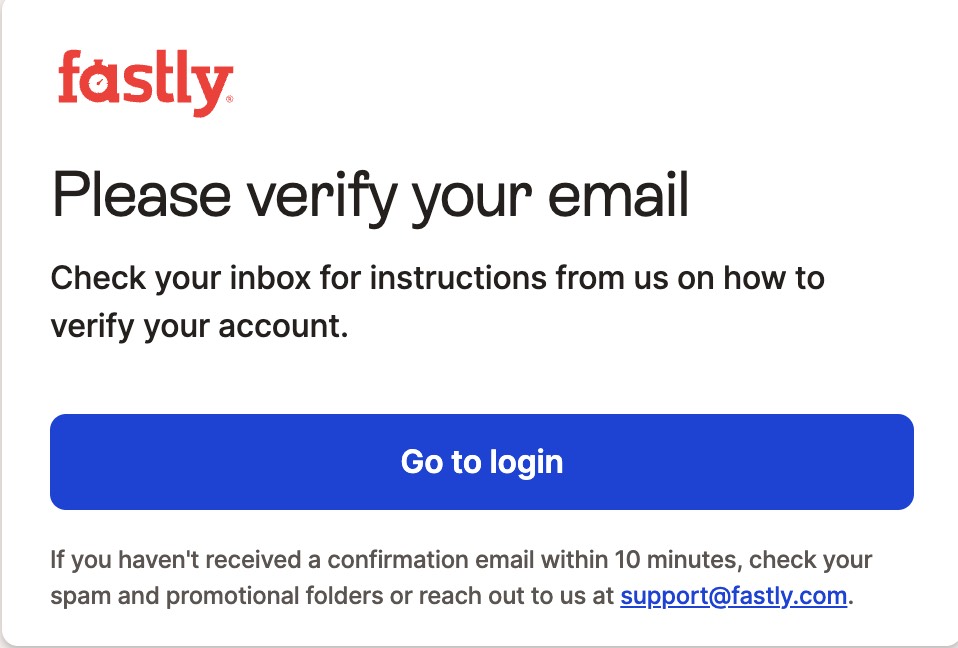 fastly®
Please verify your email
Check your inbox for instructions from us on how to
verify your account.
Go to login
If you haven't received a confirmation email within 10 minutes, check your
spam and promotional folders or reach out to us at support@fastly.com.